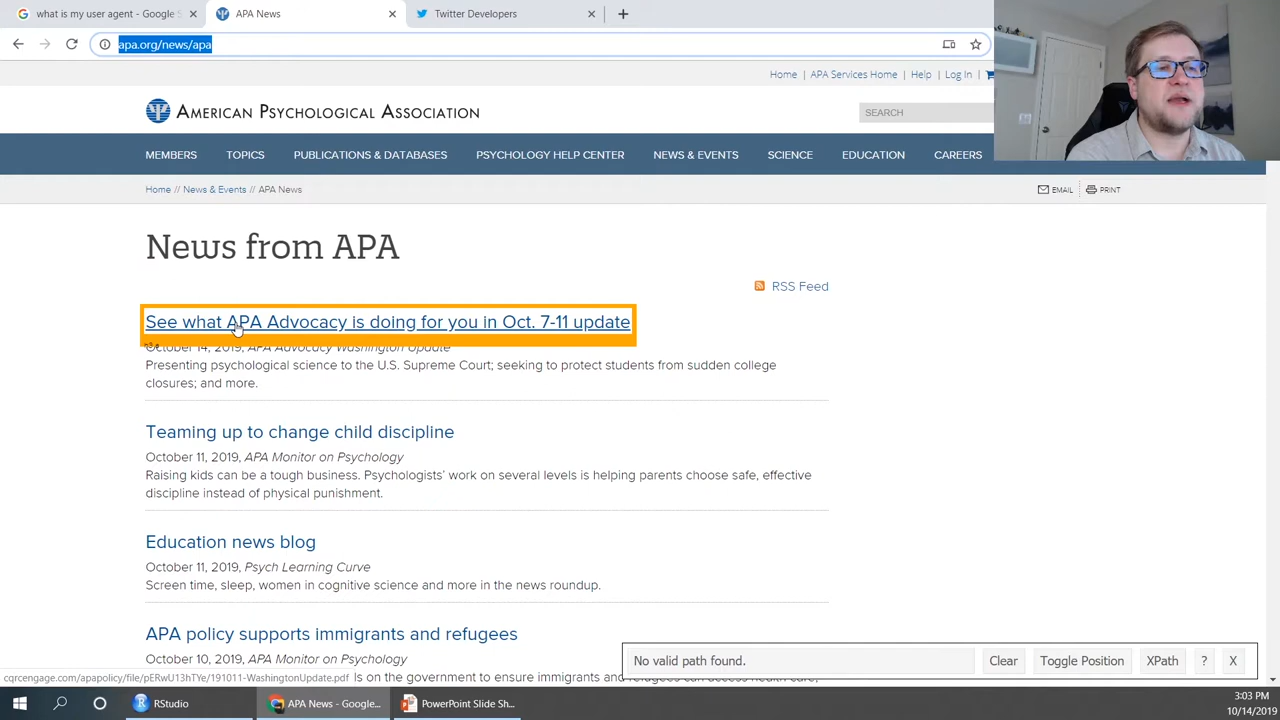 what is my user agent - Google S
APA News
Twitter Developers
apa.org/news/apa
Home | APA Services Home | Help | Log In |
AMERICAN PSYCHOLOGICAL ASSOCIATION
SEARCH
MEMBERS TOPICS PUBLICATIONS & DATABASES PSYCHOLOGY HELP CENTER NEWS & EVENTS SCIENCE EDUCATION CAREERS
Home // News & Events // APA News
EMAIL PRINT
News from APA
RSS Feed
See what APA Advocacy is doing for you in Oct. 7-11 update
October 14, 2019, APA Advocacy Washington Update
Presenting psychological science to the U.S. Supreme Court; seeking to protect students from sudden college
closures; and more.
Teaming up to change child discipline
October 11, 2019, APA Monitor on Psychology
Raising kids can be a tough business. Psychologists' work on several levels is helping parents choose safe, effective
discipline instead of physical punishment.
Education news blog
October 11, 2019, Psych Learning Curve
Screen time, sleep, women in cognitive science and more in the news roundup.
APA policy supports immigrants and refugees
October 10, 2019, APA Monitor on Psychology
No valid path found. Clear Toggle Position XPath ? X
cqrcengage.com/apapolicy/file/pERwU13hTYe/191011-WashingtonUpdate.pdf
Is on the government to ensure immigrants and refugees can access health care,
RStudio
APA News - Google...
PowerPoint Slide Sh...
3:03 PM
10/14/2019